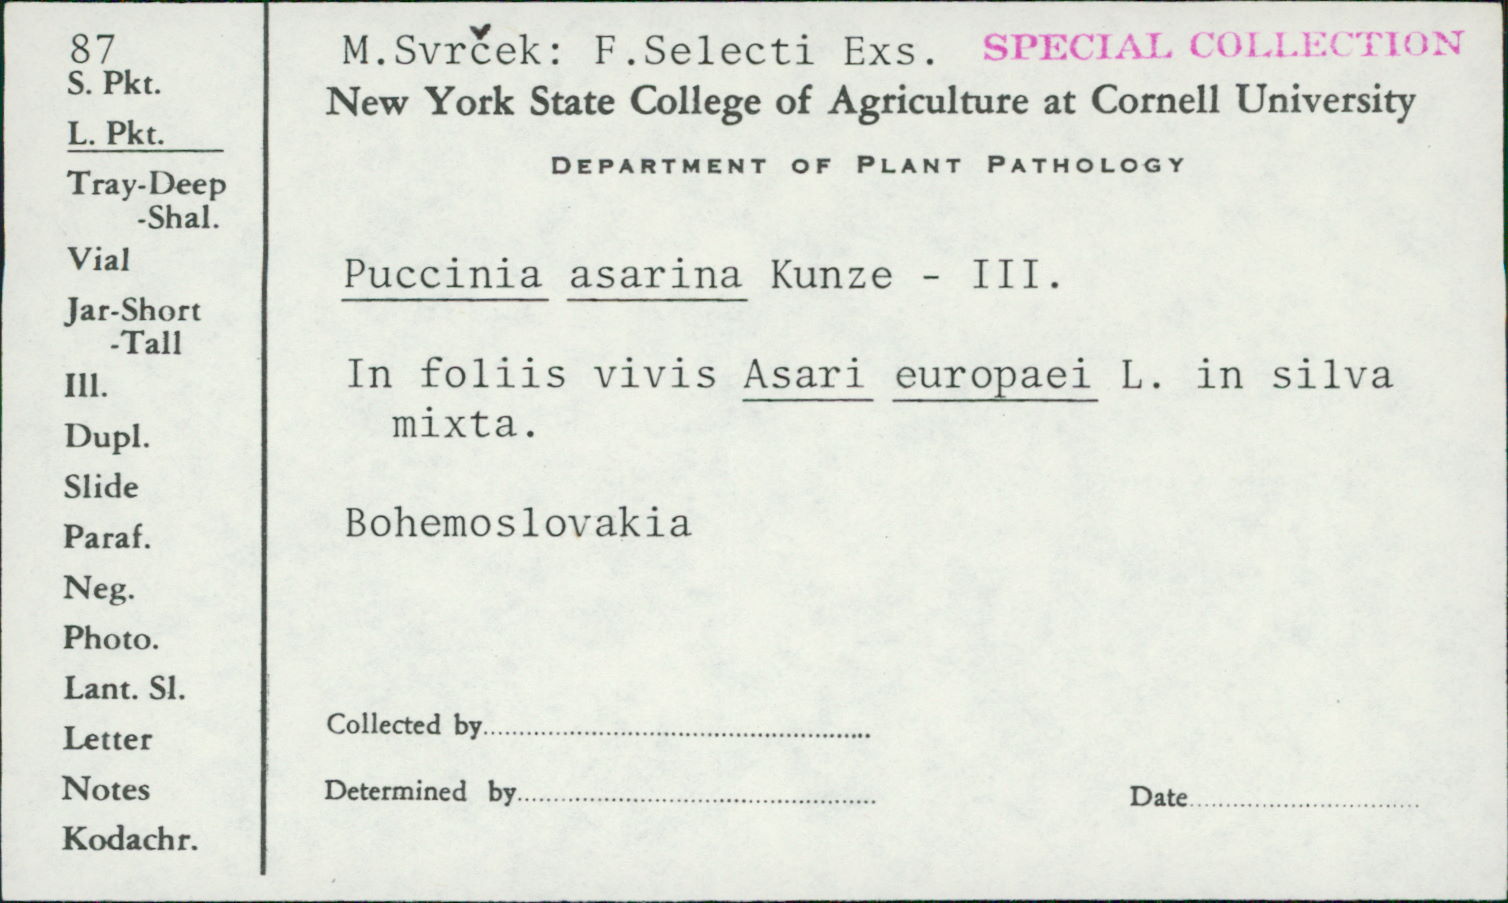 87
S. Pkt.
L. Pkt.
Tray-Deep
-Shal.
Vial
Jar-Short
-Tall
Ill.
Dupl.
Slide
Paraf.
Neg.
Photo.
Lant. Sl.
Letter
Notes
Kodachr.
M.Svrček: F.Selecti Exs. SPECIAL COLLECTION
New York State College of Agriculture at Cornell University
DEPARTMENT OF PLANT PATHOLOGY
Puccinia asarina Kunze - III.
In foliis vivis Asari europaei L. in silva
mixta.
Bohemoslovakia
Collected by
Determined by
Date